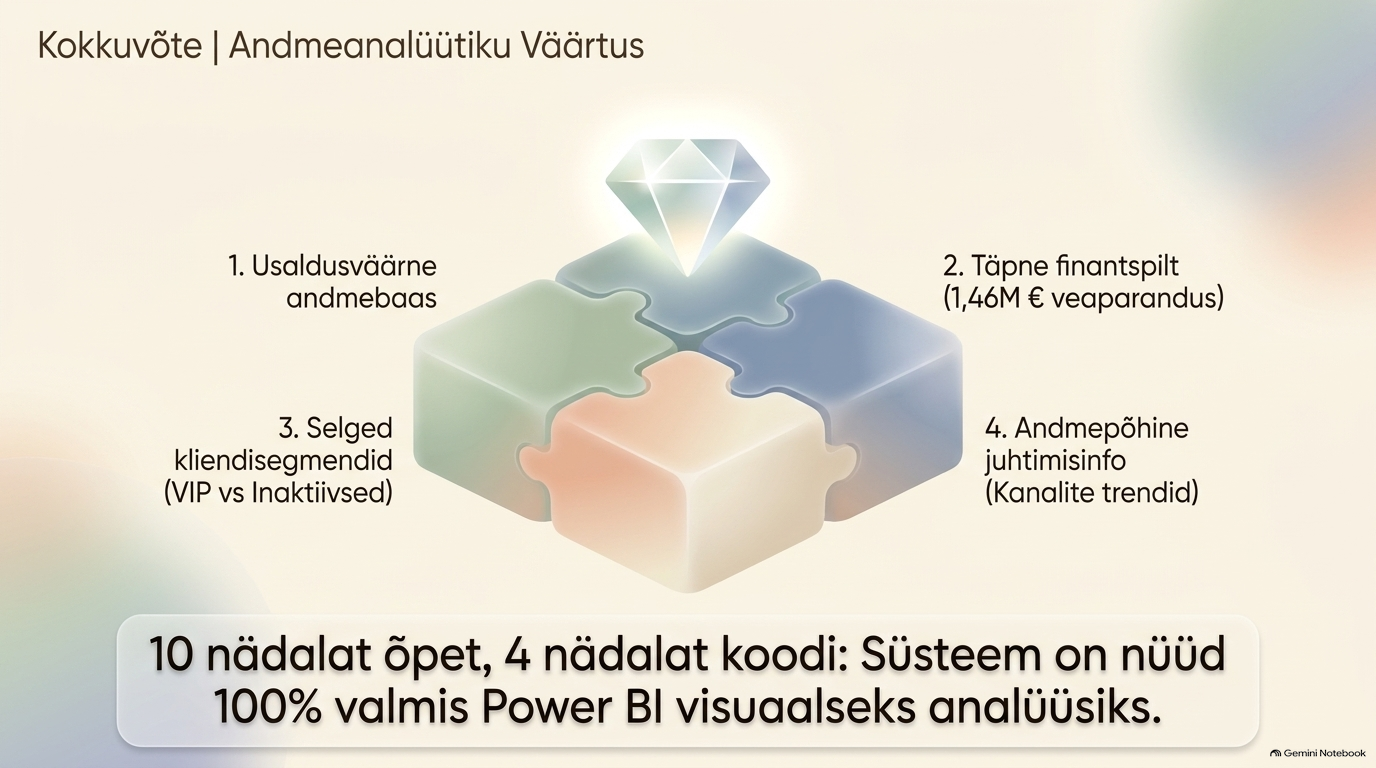 Kokkuvõte | Andmeanalüütiku Väärtus
1. Usaldusväärne
andmebaas
2. Täpne finantspilt
(1,46M € veaparandus)
3. Selged
kliendisegmendid
(VIP vs Inaktiivsed)
4. Andmepõhine
juhtimisinfo
(Kanalite trendid)
10 nädalat õpet, 4 nädalat koodi: Süsteem on nüüd
100% valmis Power BI visuaalseks analüüsiks.
Gemini Notebook